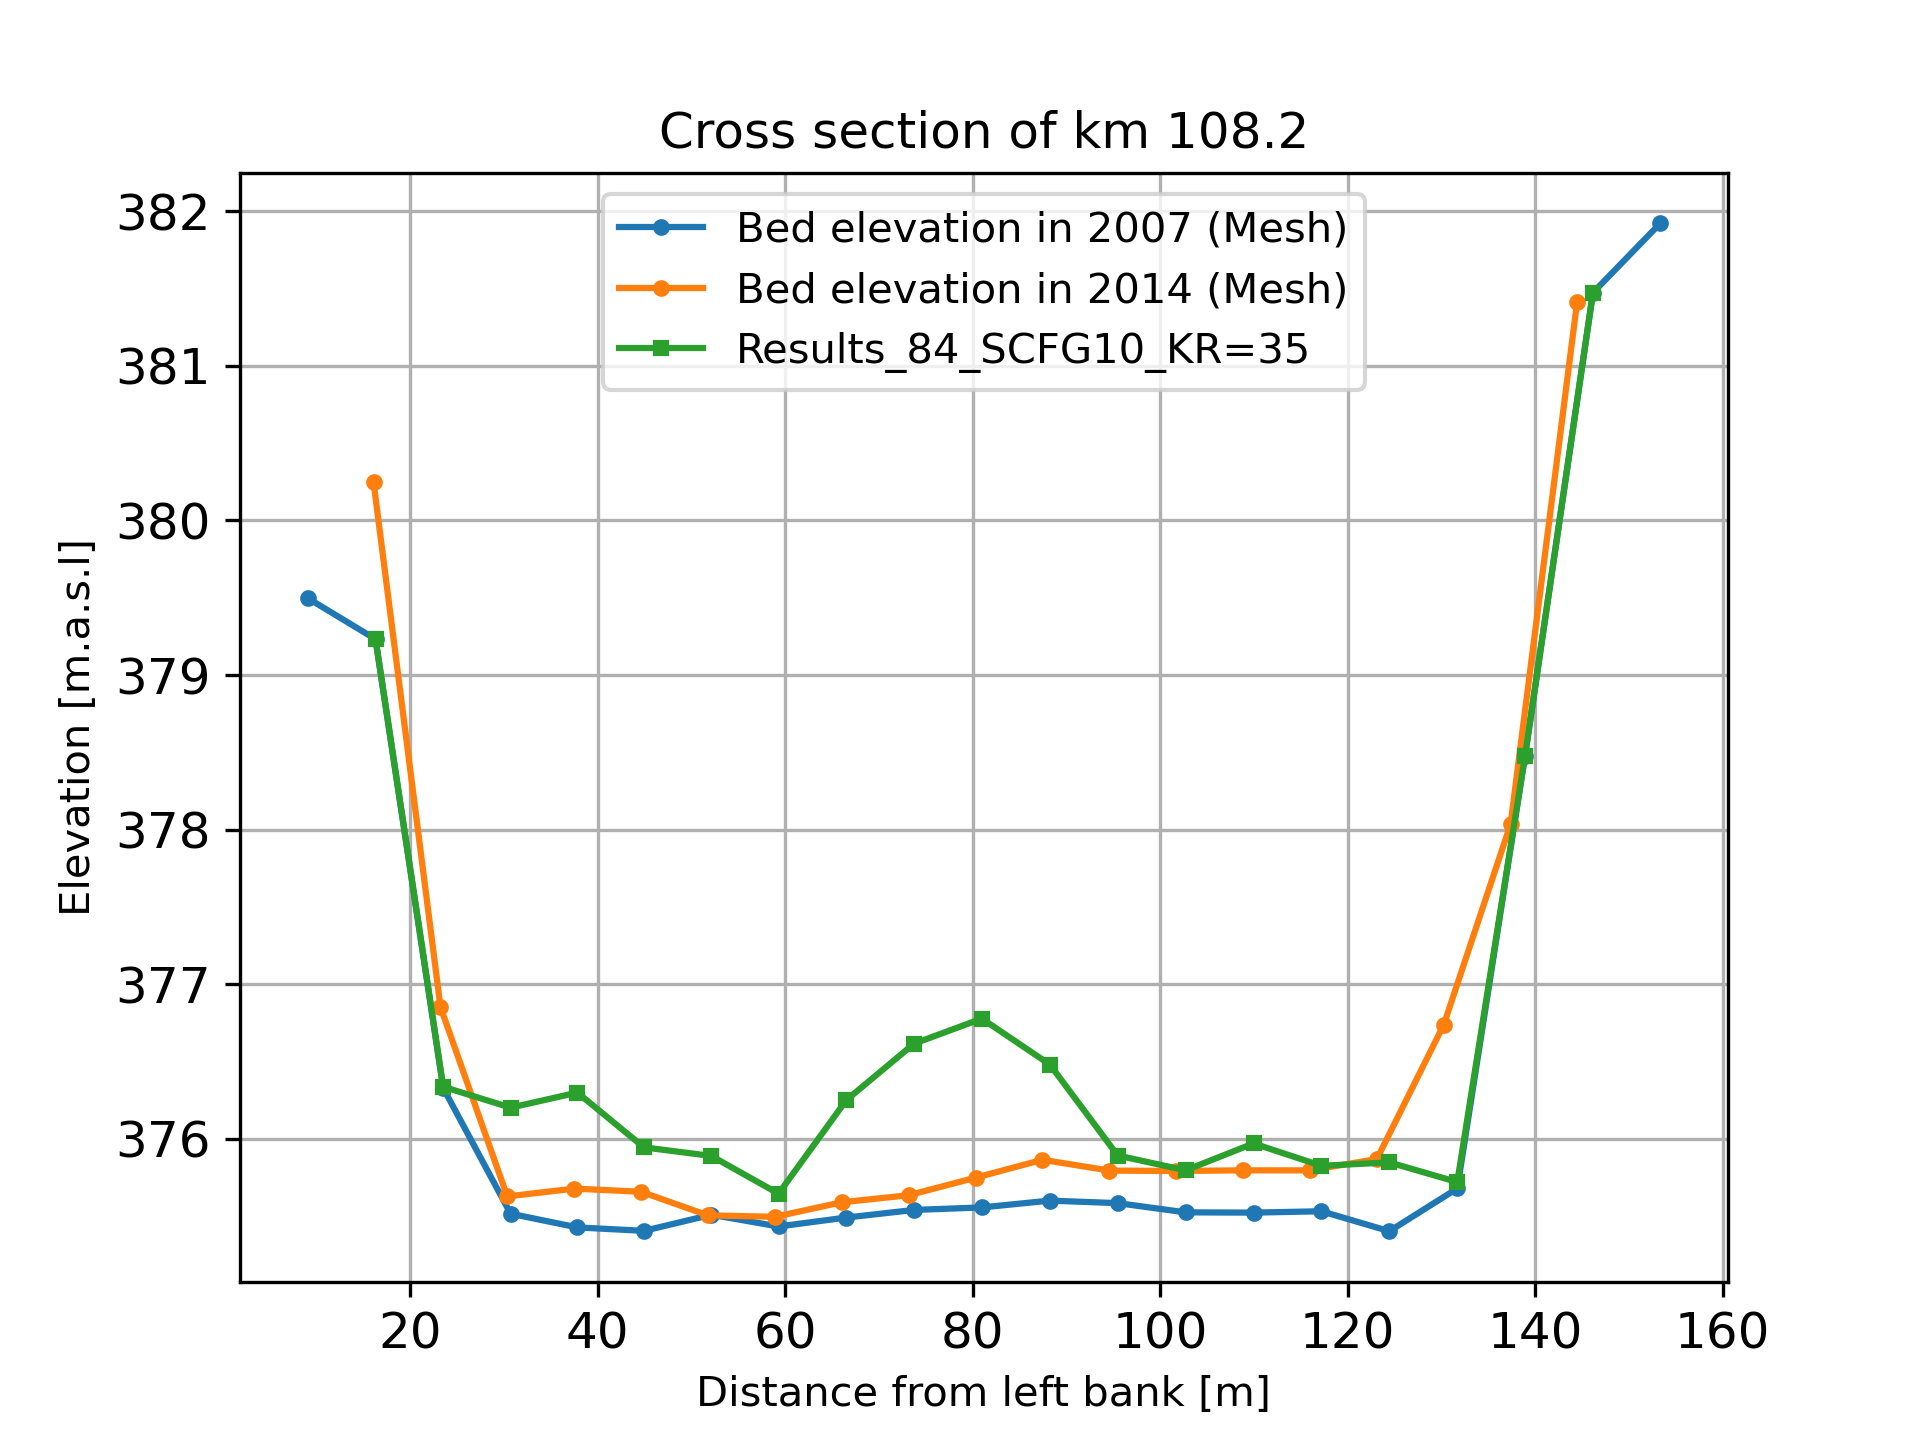 Cross section of km 108.2
Bed elevation in 2007 (Mesh)
Bed elevation in 2014 (Mesh)
Results_84_SCFG10_KR=35
Elevation [m.a.s.l]
382
381
380
379
378
377
376
20 40 60 80 100 120 140 160
Distance from left bank [m]